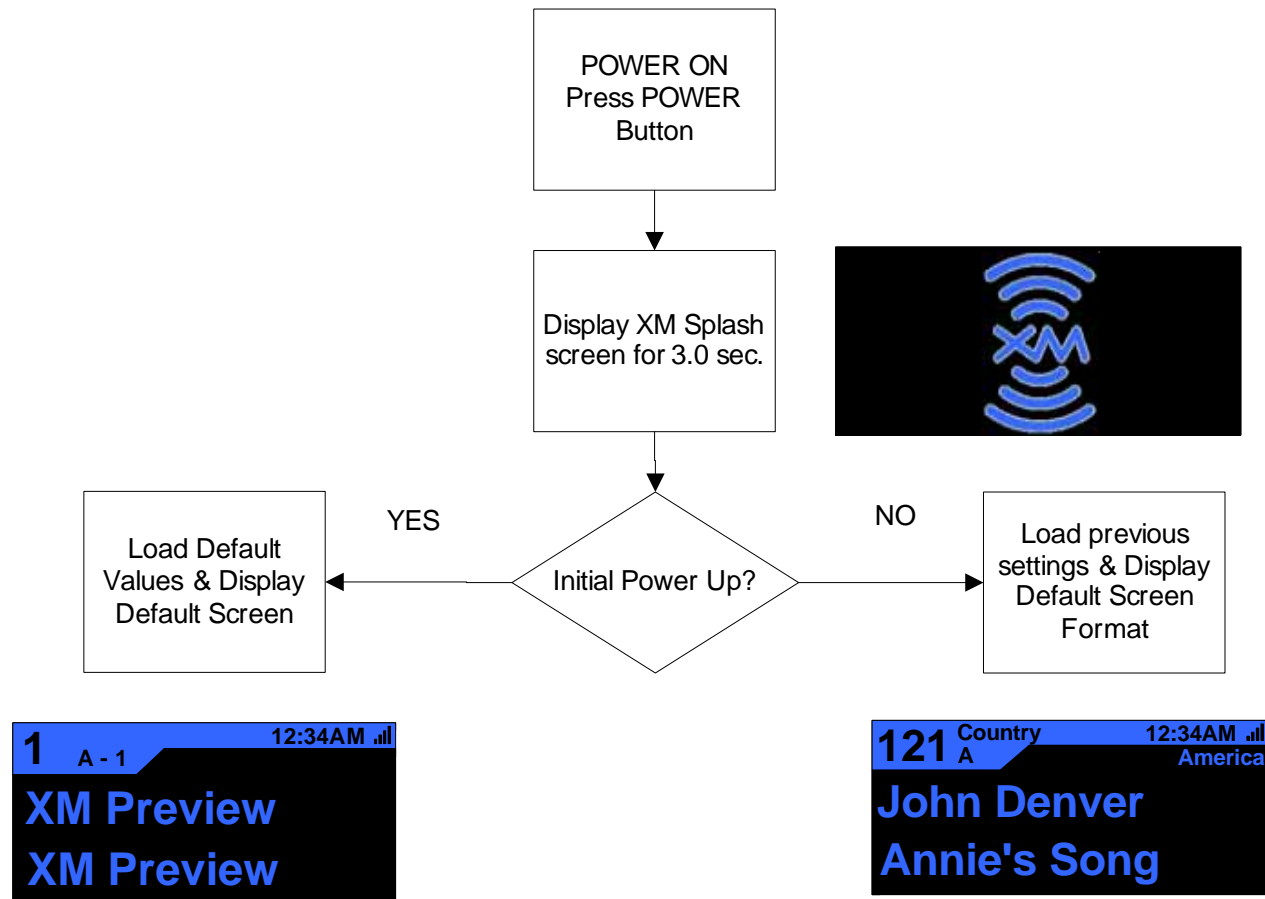 POWER ON
Press POWER
Button
Display XM Splash
screen for 3.0 sec.
XM
YES
NO
Load Default
Values & Display
Default Screen
Initial Power Up?
Load previous
settings & Display
Default Screen
Format
1 A - 1 12:34AM
XM Preview
XM Preview
121 Country 12:34AM
A America
John Denver
Annie's Song